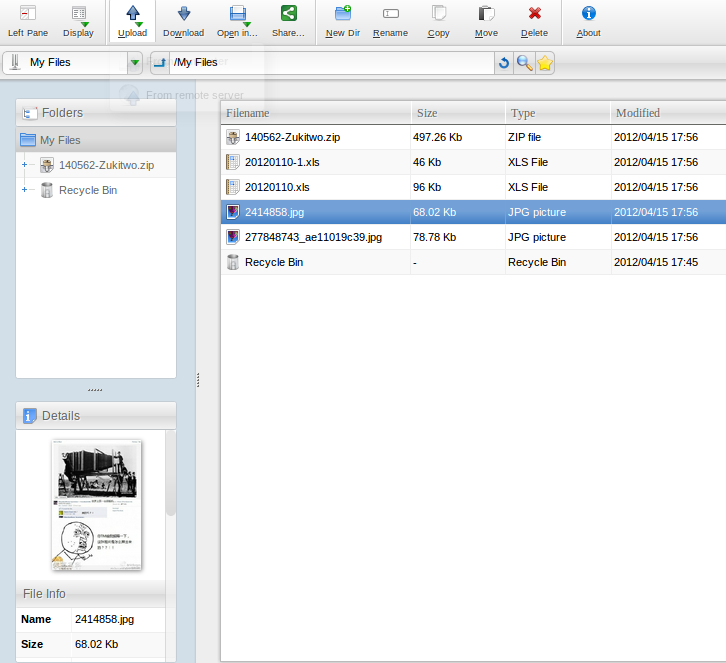 Left Pane Display Upload Download Open in... Share... New Dir Rename Copy Move Delete About
My Files /My Files
From remote server
Folders
My Files
140562-Zukitwo.zip
Recycle Bin
Filename Size Type Modified
140562-Zukitwo.zip 497.26 Kb ZIP file 2012/04/15 17:56
20120110-1.xls 46 Kb XLS File 2012/04/15 17:56
20120110.xls 96 Kb XLS File 2012/04/15 17:56
2414858.jpg 68.02 Kb JPG picture 2012/04/15 17:56
277848743_ae11019c39.jpg 78.78 Kb JPG picture 2012/04/15 17:56
Recycle Bin - Recycle Bin 2012/04/15 17:45
Details
File Info
Name 2414858.jpg
Size 68.02 Kb